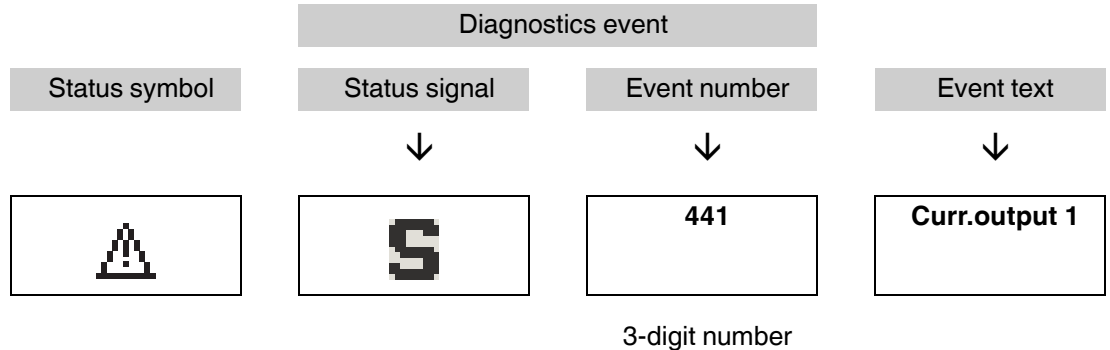 Diagnostics event
Status symbol Status signal Event number Event text
S 441 Curr.output 1
3-digit number